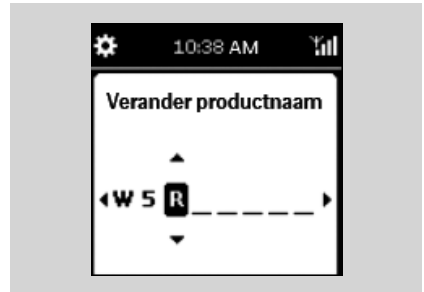 10:38 AM
Verander productnaam
W 5 R _ _ _ _ _